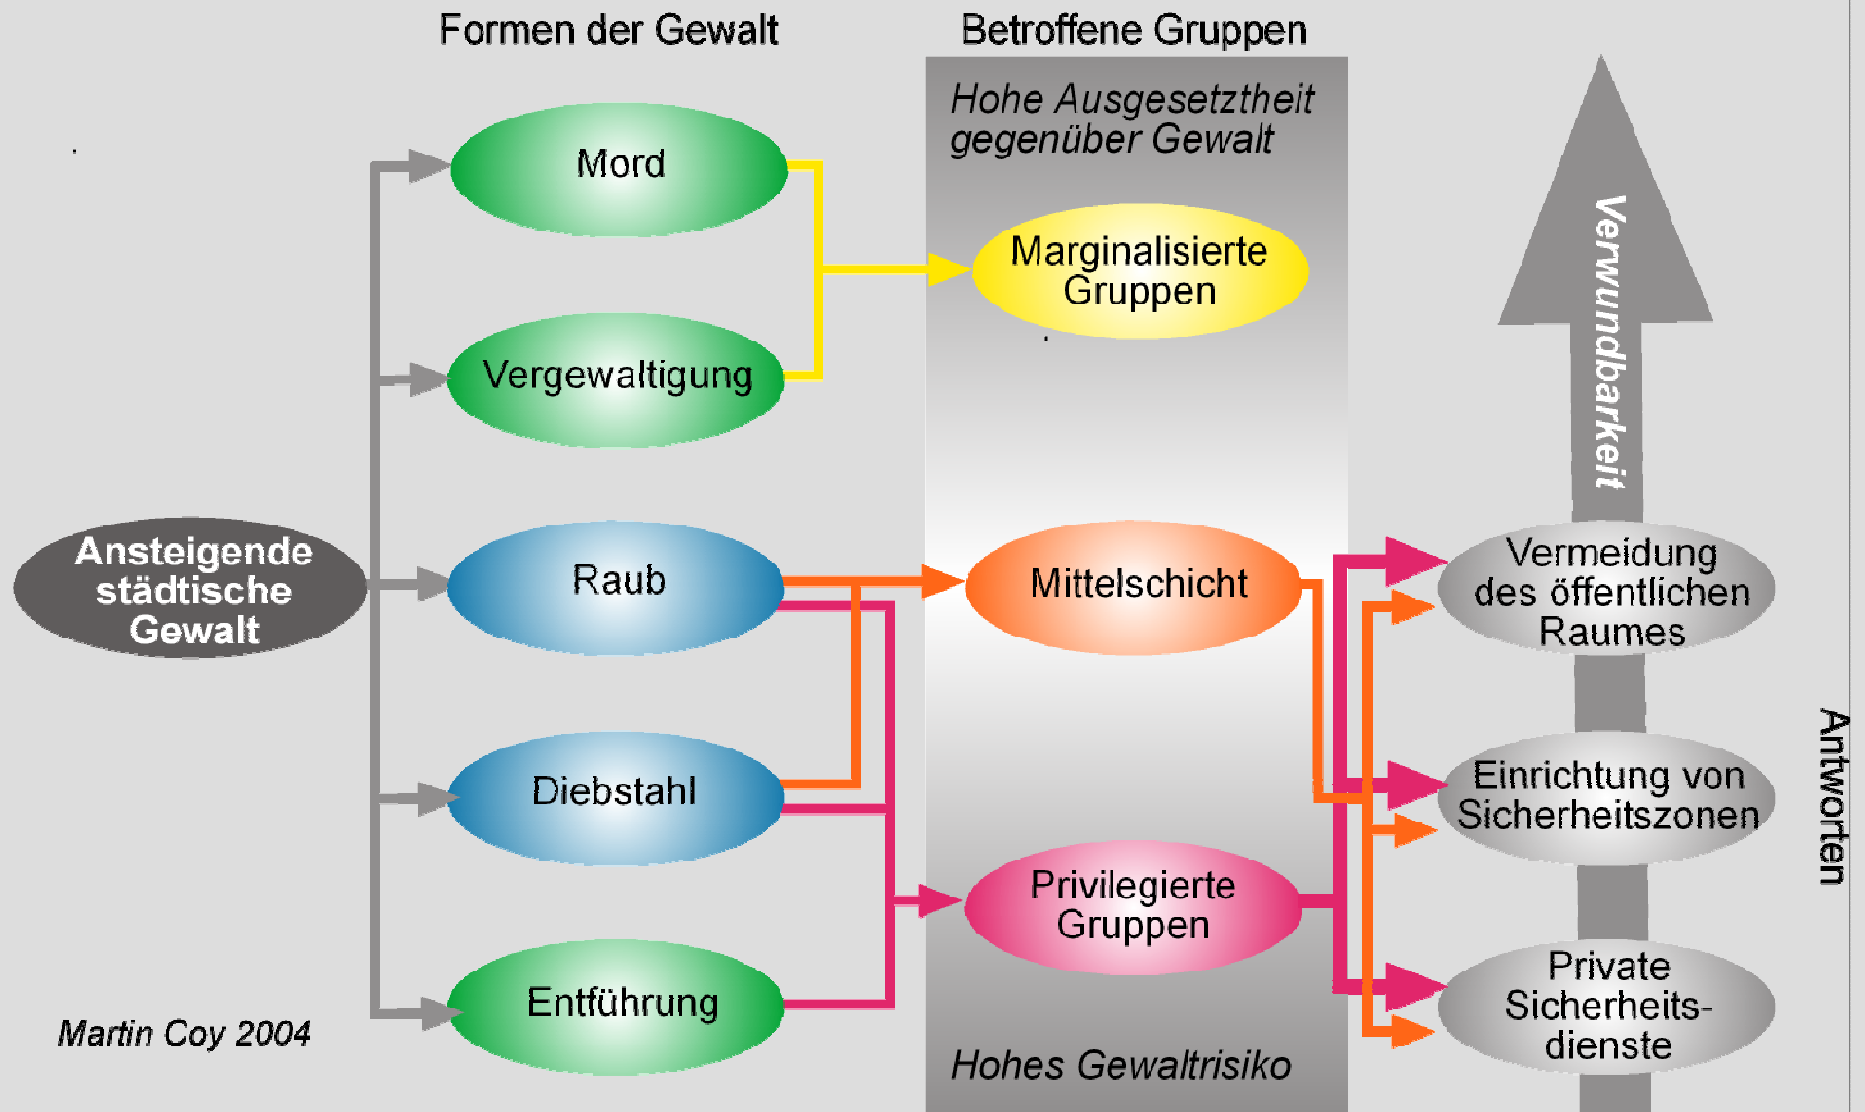 Formen der Gewalt
Betroffene Gruppen
Hohe Ausgesetztheit
gegenüber Gewalt
Mord
Marginalisierte
Gruppen
Vergewaltigung
Verwundbarkeit
Ansteigende
städtische
Gewalt
Raub
Mittelschicht
Vermeidung
des öffentlichen
Raumes
Diebstahl
Einrichtung von
Sicherheitszonen
Antworten
Privilegierte
Gruppen
Entführung
Private
Sicherheits-
dienste
Martin Coy 2004
Hohes Gewaltrisiko